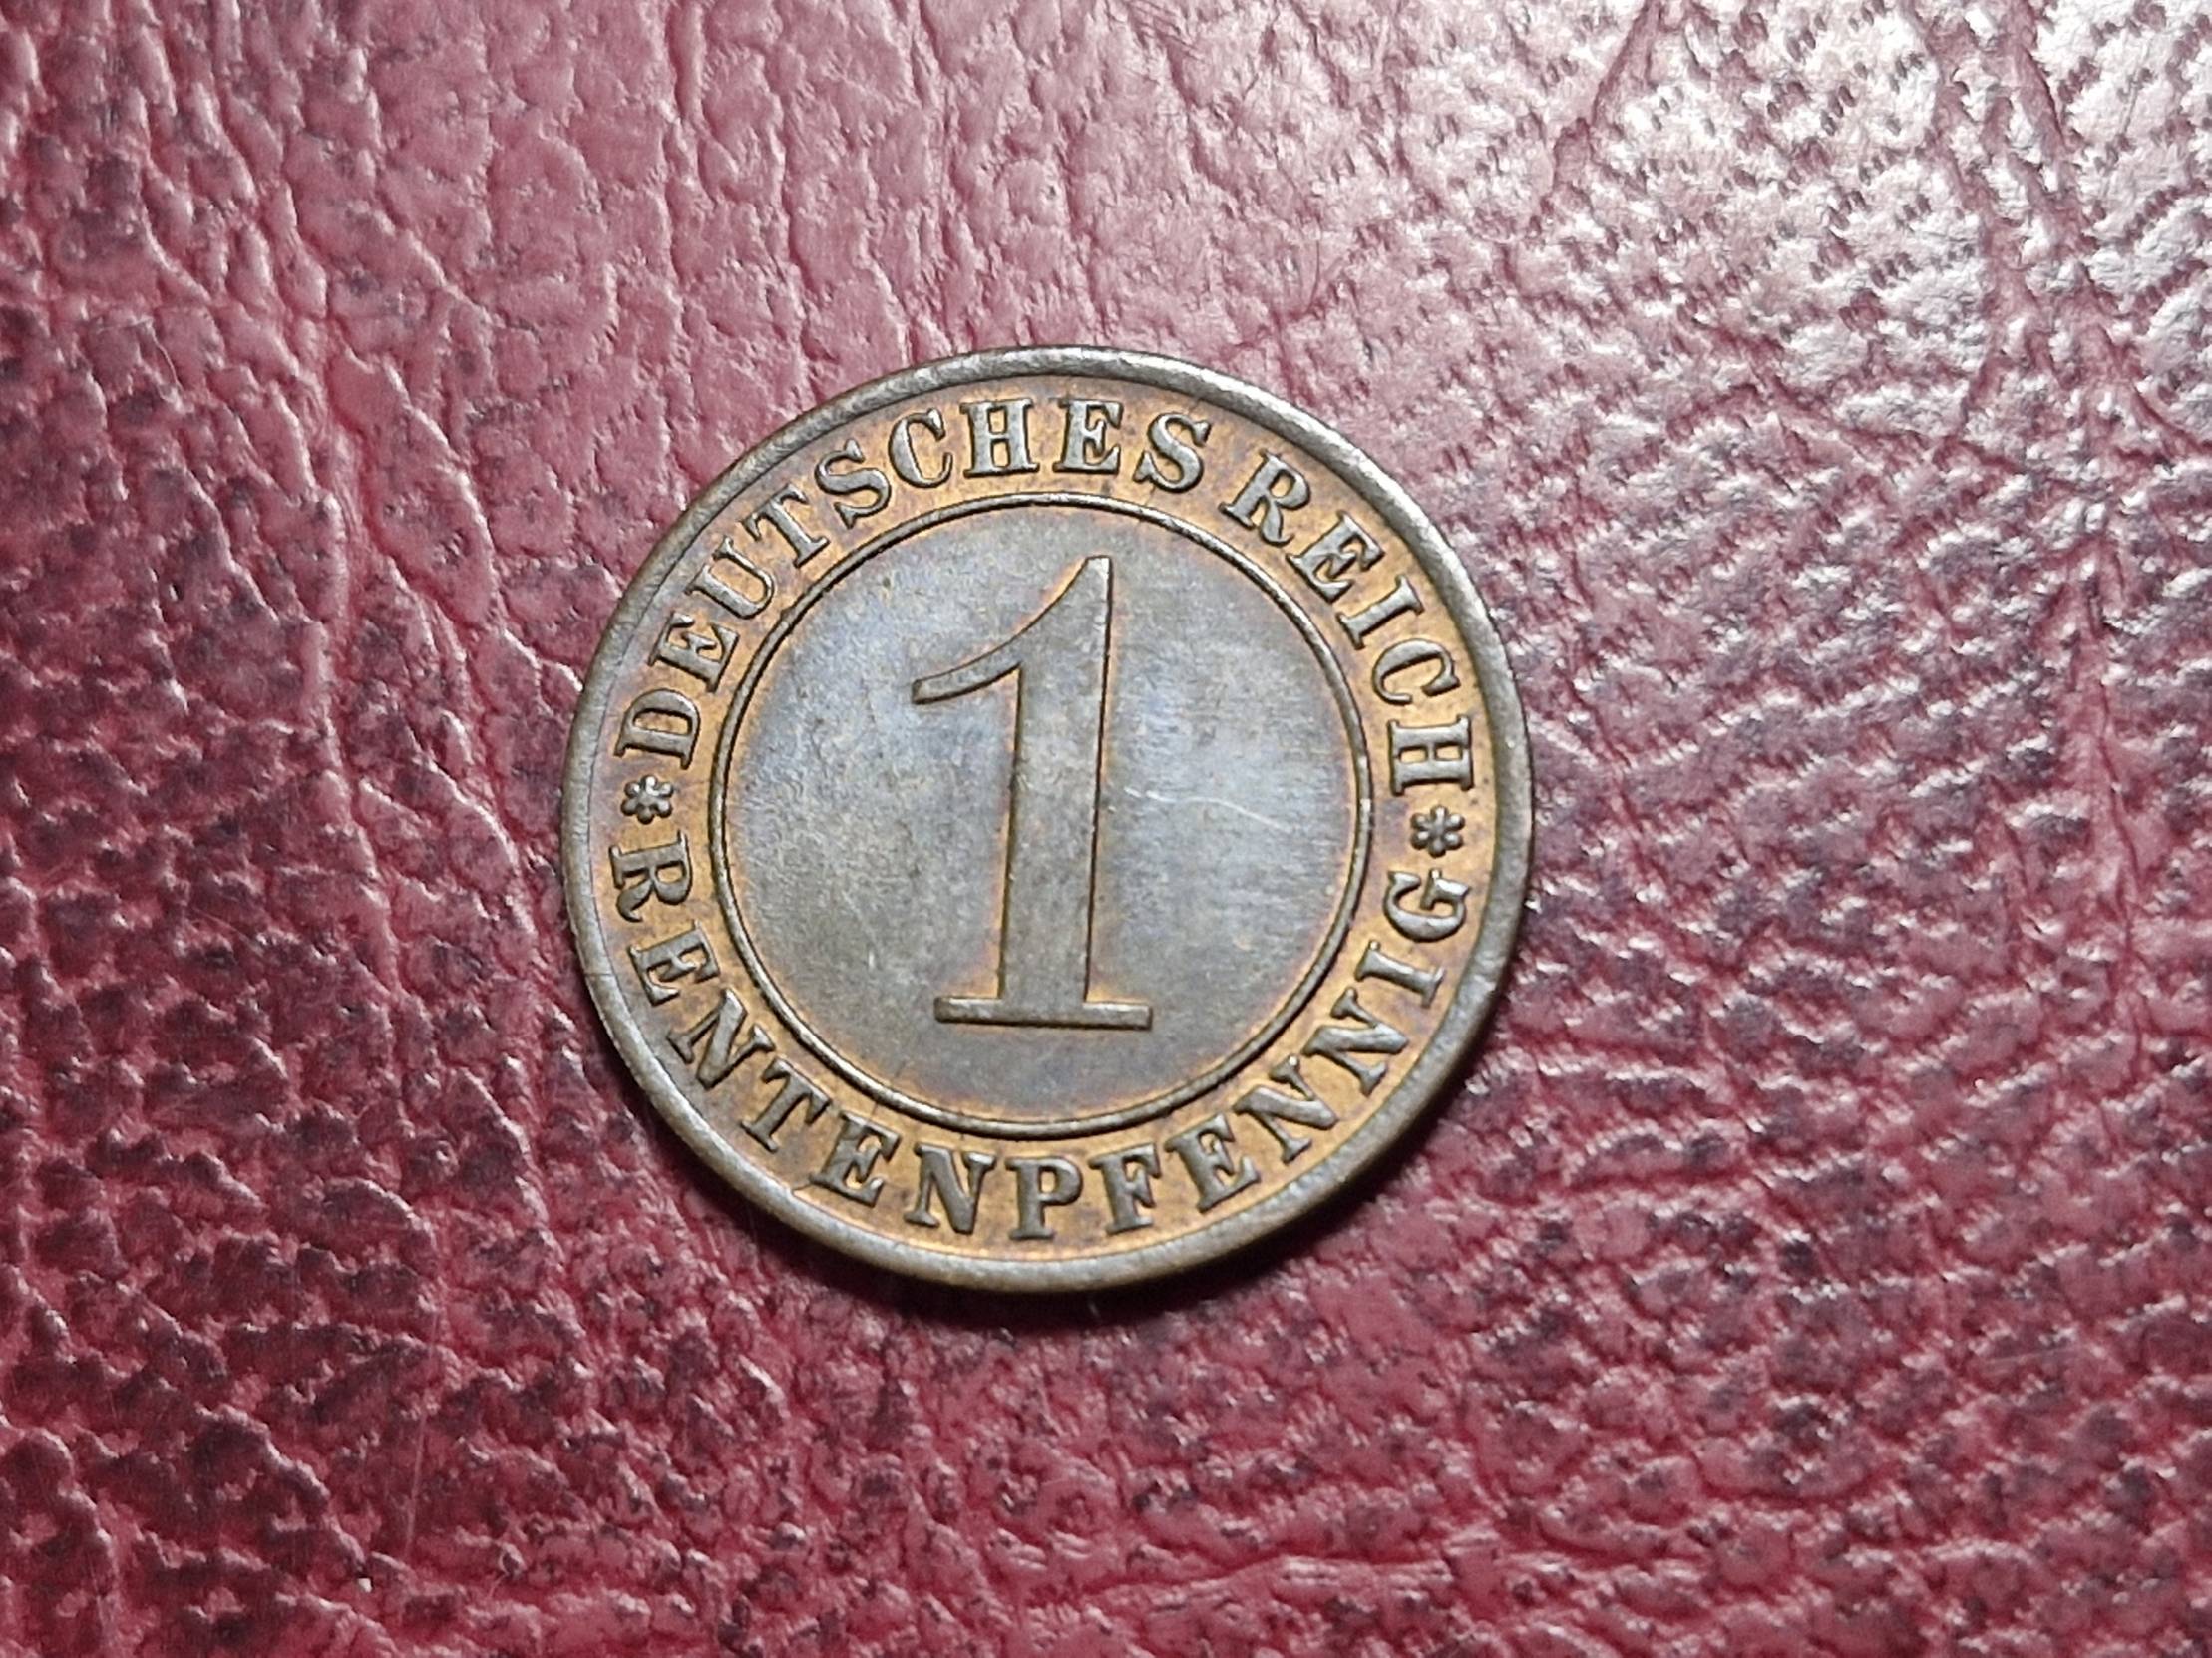 DEUTSCHES REICH
1
RENTENPFENNIG